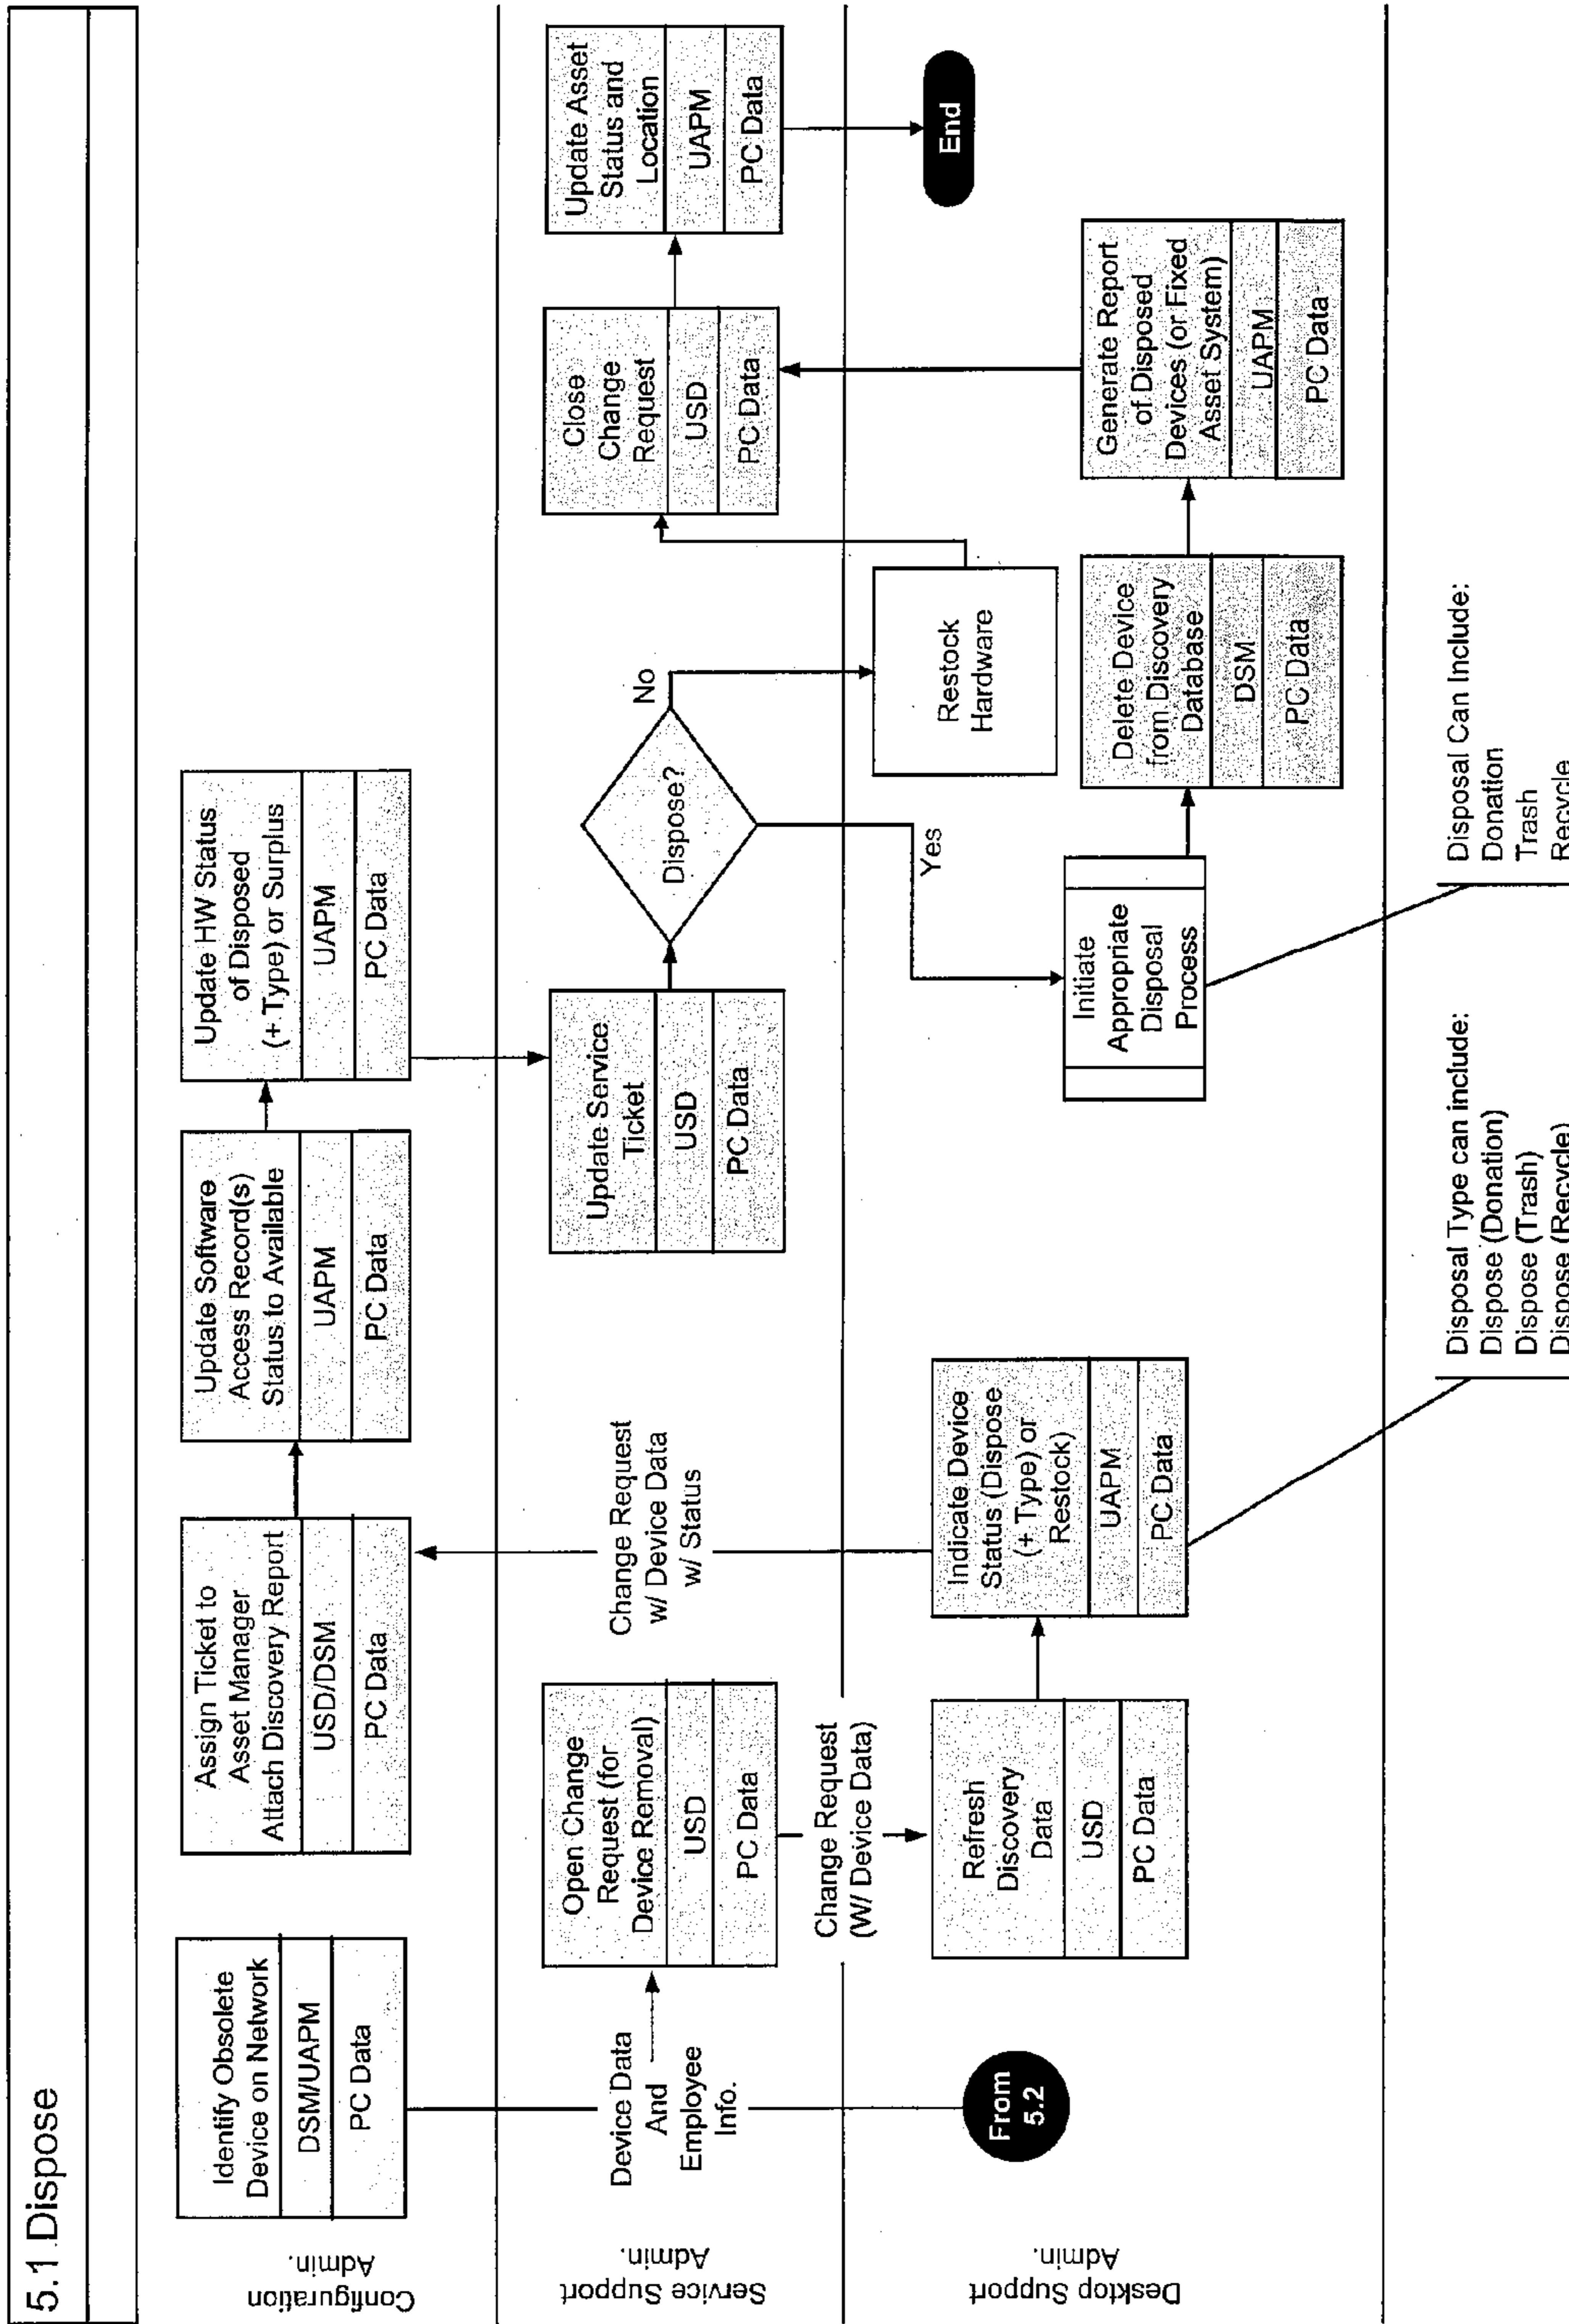 5.1 Dispose
Configuration
Admin.
Identify Obsolete
Device on Network
DSM/UAPM
PC Data
Assign Ticket to
Asset Manager
Attach Discovery Report
USD/DSM
PC Data
Update Software
Access Record(s)
Status to Available
UAPM
PC Data
Update HW Status
of Disposed
(+ Type) or Surplus
UAPM
PC Data
Service Support
Admin.
Device Data
And
Employee
Info.
Open Change
Request (for
Device Removal)
USD
PC Data
Change Request
w/ Device Data
w/ Status
Update Service
Ticket
USD
PC Data
Dispose?
No
Yes
Close
Change
Request
USD
PC Data
Update Asset
Status and
Location
UAPM
PC Data
Change Request
(W/ Device Data)
Desktop Support
Admin.
From
5.2
Refresh
Discovery
Data
USD
PC Data
Indicate Device
Status (Dispose
(+ Type) or
Restock)
UAPM
PC Data
Initiate
Appropriate
Disposal
Process
Restock
Hardware
Delete Device
from Discovery
Database
DSM
PC Data
Generate Report
of Disposed
Devices (or Fixed
Asset System)
UAPM
PC Data
End
Disposal Type can include:
Dispose (Donation)
Dispose (Trash)
Dispose (Recycle)
Disposal Can Include:
Donation
Trash
Recycle